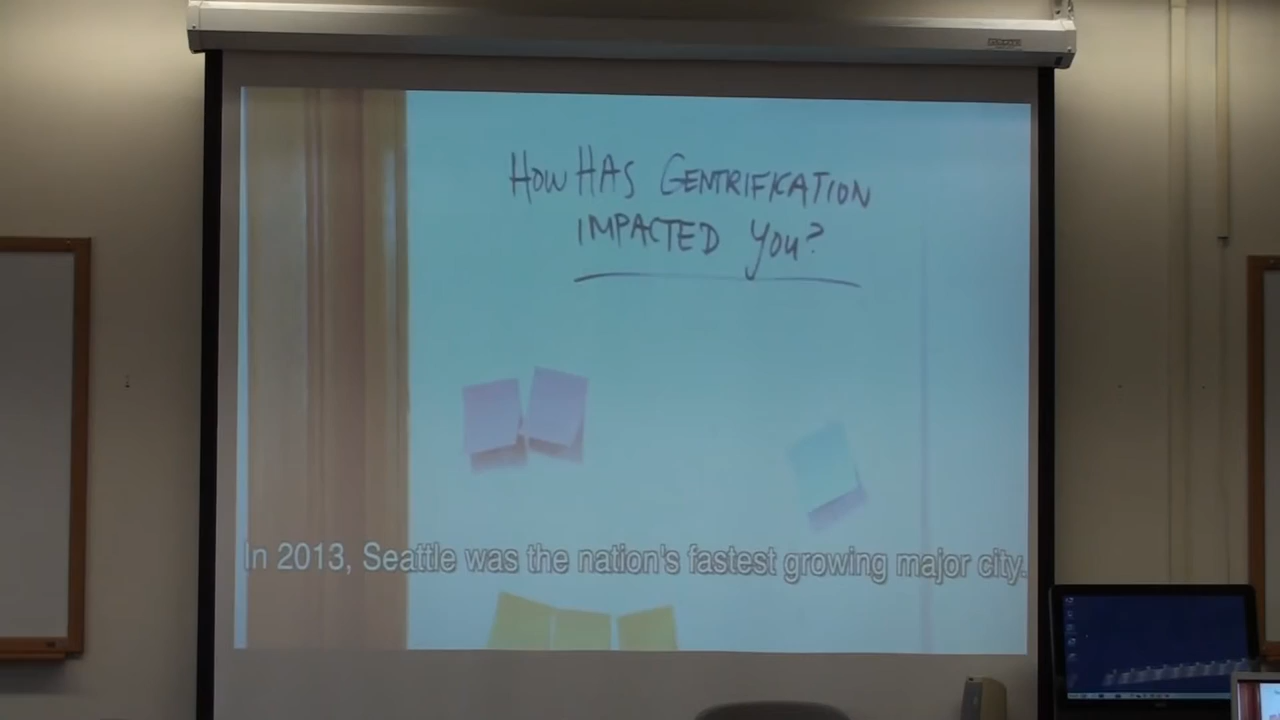 How HAS GENTRIFICATION
IMPACTED You?
In 2013, Seattle was the nation's fastest growing major city.